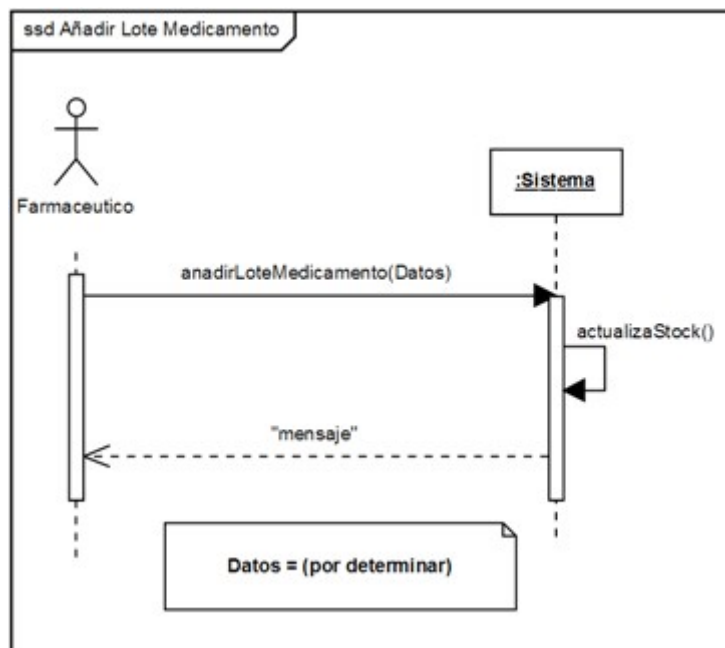 ssd Añadir Lote Medicamento
Farmaceutico
:Sistema
anadirLoteMedicamento(Datos)
actualizaStock()
"mensaje"
Datos = (por determinar)